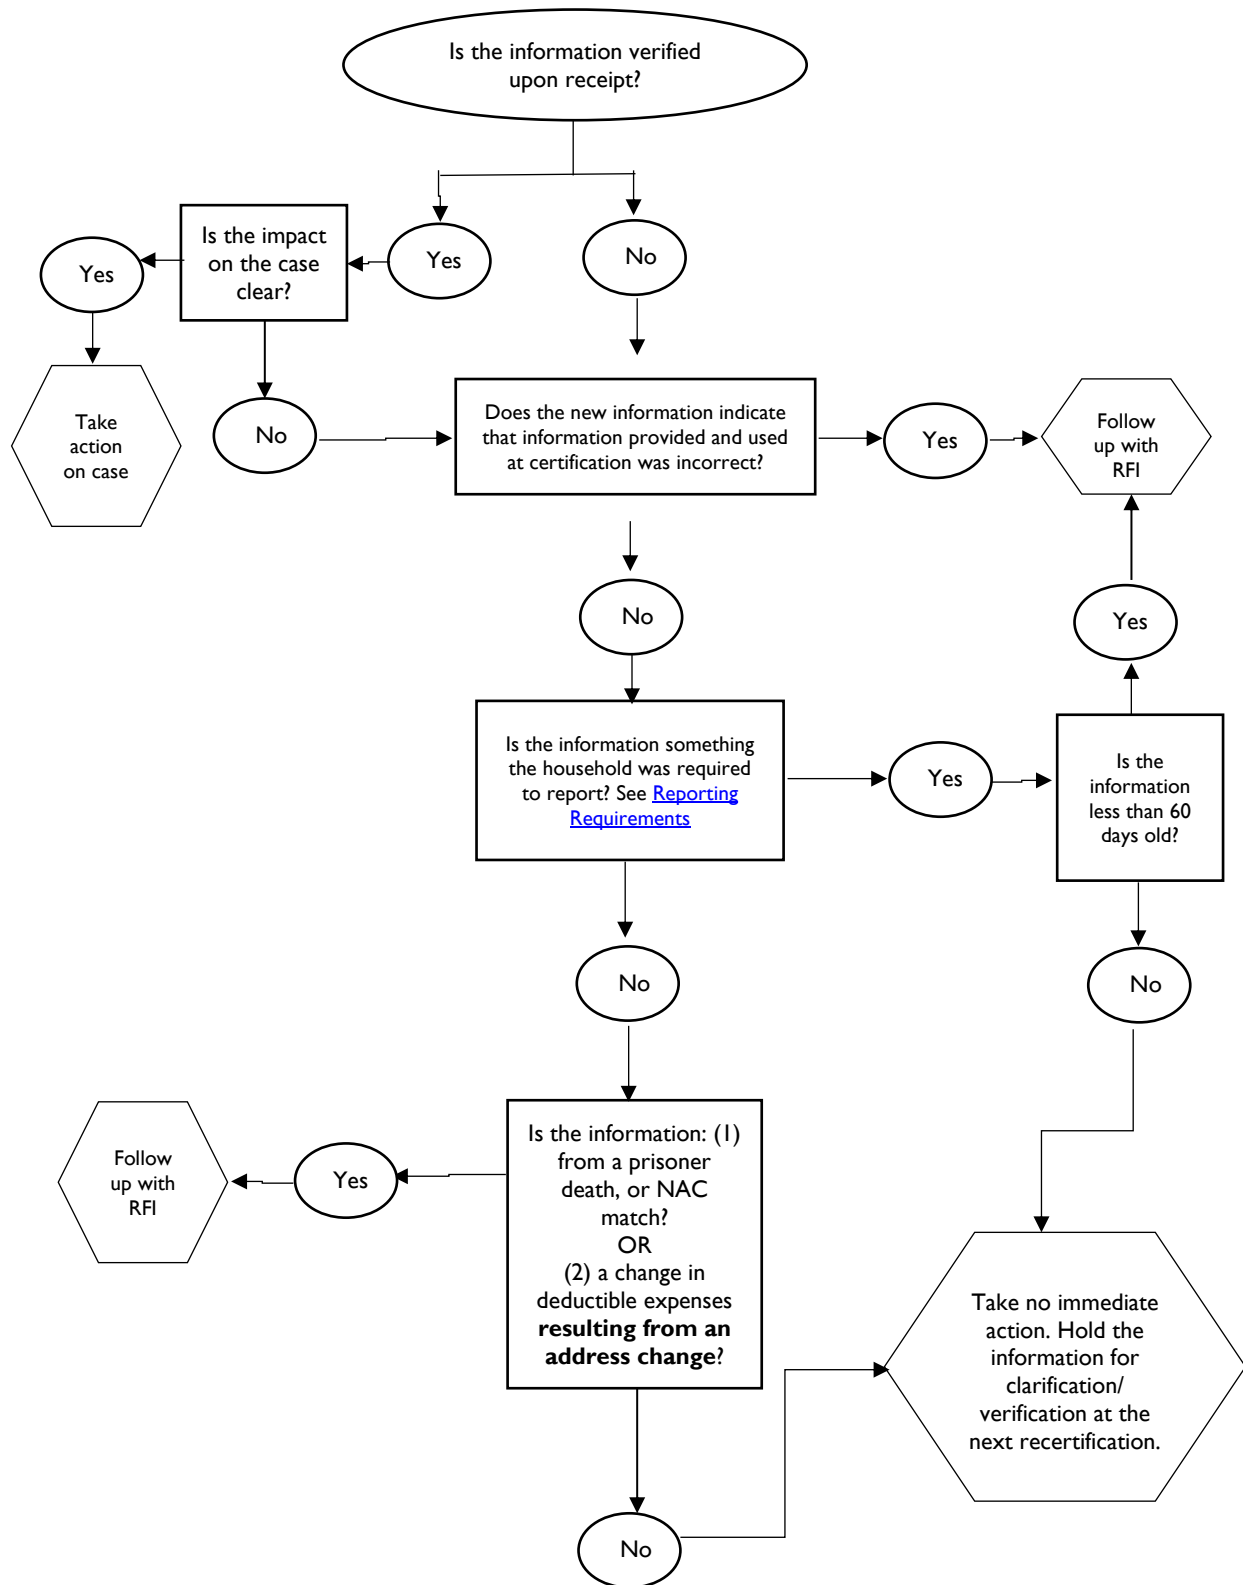 Is the information verified
upon receipt?
Is the impact
on the case
clear?
Yes
Yes
No
Take
action
on case
No
Does the new information indicate
that information provided and used
at certification was incorrect?
Yes
Follow
up with
RFI
No
Yes
Is the information something
the household was required
to report? See Reporting
Requirements
Yes
Is the
information
less than 60
days old?
No
No
Is the information: (1)
from a prisoner
death, or NAC
match?
OR
(2) a change in
deductible expenses
resulting from an
address change?
Yes
Follow
up with
RFI
Take no immediate
action. Hold the
information for
clarification/
verification at the
next recertification.
No